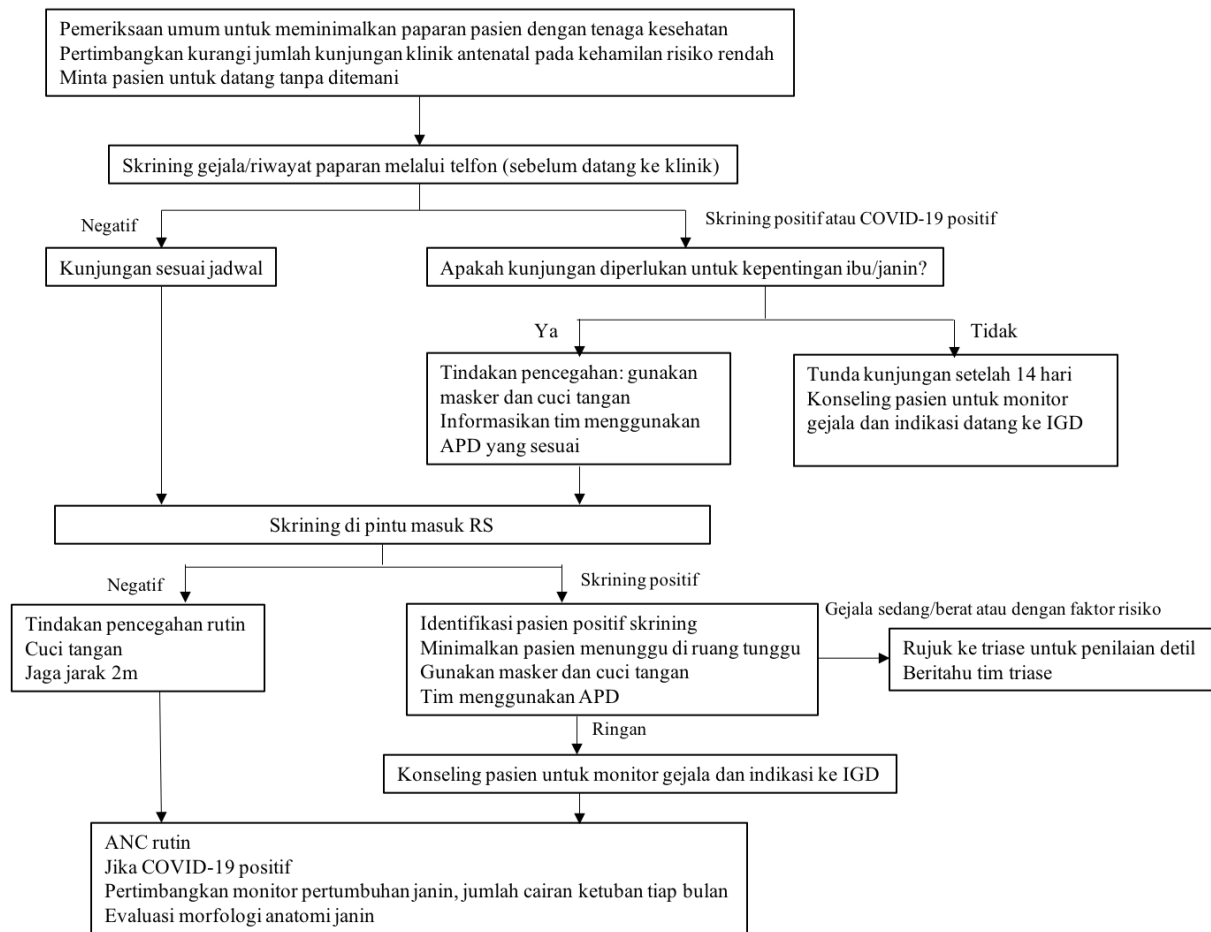 Pemeriksaan umum untuk meminimalkan paparan pasien dengan tenaga kesehatan
Pertimbangkan kurangi jumlah kunjungan klinik antenatal pada kehamilan risiko rendah
Minta pasien untuk datang tanpa ditemani
Skrining gejala/riwayat paparan melalui telfon (sebelum datang ke klinik)
Negatif
Skrining positif atau COVID-19 positif
Kunjungan sesuai jadwal
Apakah kunjungan diperlukan untuk kepentingan ibu/janin?
Ya
Tidak
Tindakan pencegahan: gunakan
masker dan cuci tangan
Informasikan tim menggunakan
APD yang sesuai
Tunda kunjungan setelah 14 hari
Konseling pasien untuk monitor
gejala dan indikasi datang ke IGD
Skrining di pintu masuk RS
Negatif
Skrining positif
Tindakan pencegahan rutin
Cuci tangan
Jaga jarak 2m
Identifikasi pasien positif skrining
Minimalkan pasien menunggu di ruang tunggu
Gunakan masker dan cuci tangan
Tim menggunakan APD
Gejala sedang/berat atau dengan faktor risiko
Rujuk ke triase untuk penilaian detil
Beritahu tim triase
Ringan
Konseling pasien untuk monitor gejala dan indikasi ke IGD
ANC rutin
Jika COVID-19 positif
Pertimbangkan monitor pertumbuhan janin, jumlah cairan ketuban tiap bulan
Evaluasi morfologi anatomi janin